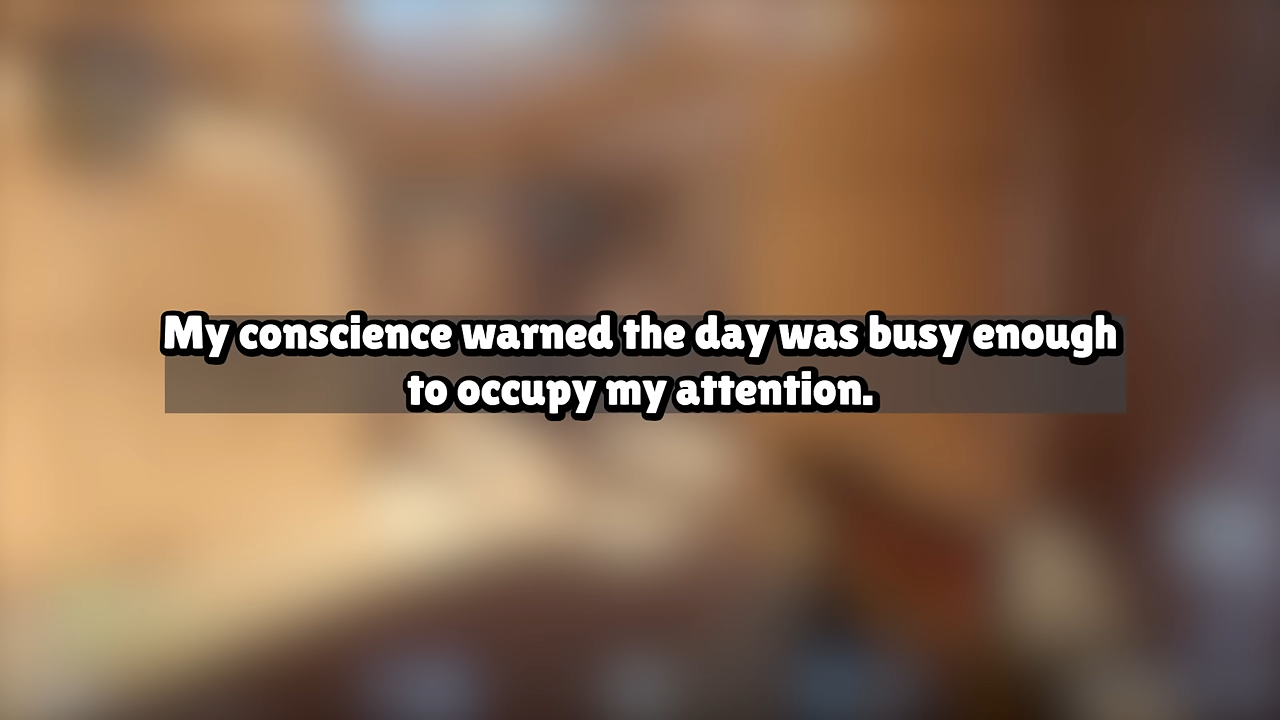 My conscience warned the day was busy enough
to occupy my attention.